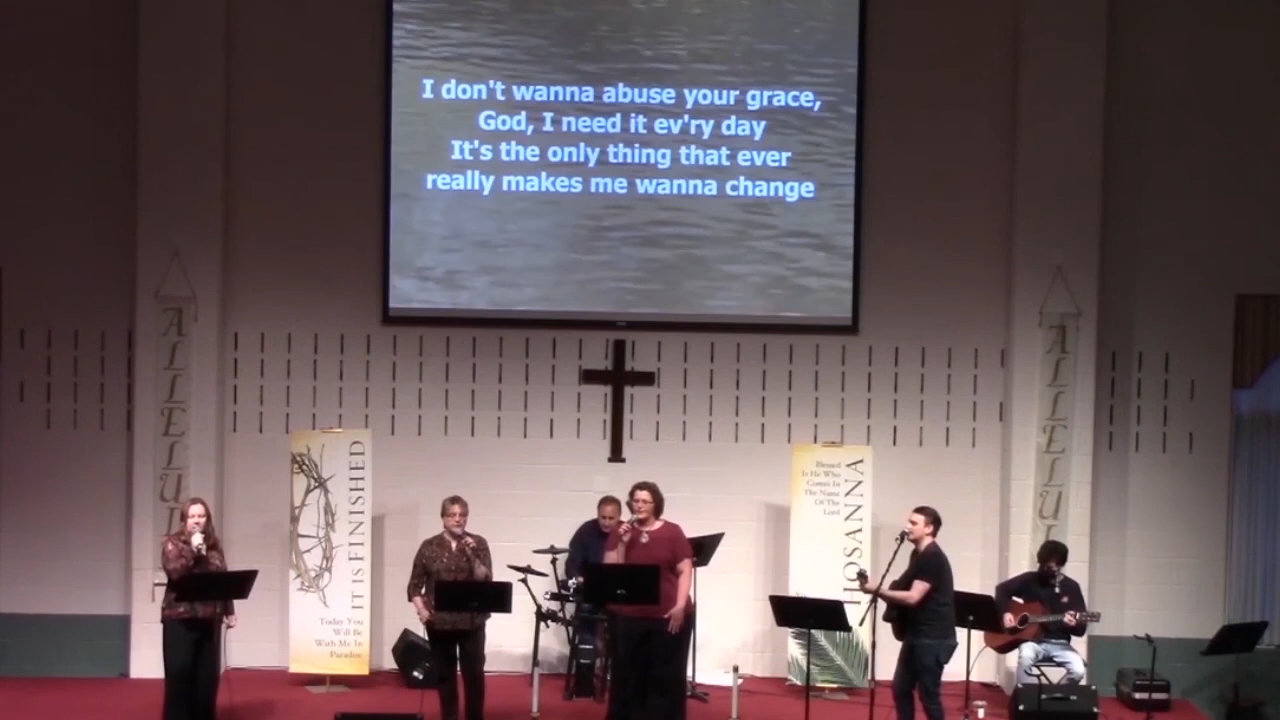 I don't wanna abuse your grace,
God, I need it ev'ry day
It's the only thing that ever
really makes me wanna change
ALLELU
IT IS FINISHED
Today You
Will Be
With Me In
Paradise
Blessed
Is He Who
Comes In
The Name
Of The
Lord
HOSANNA
ALLELU